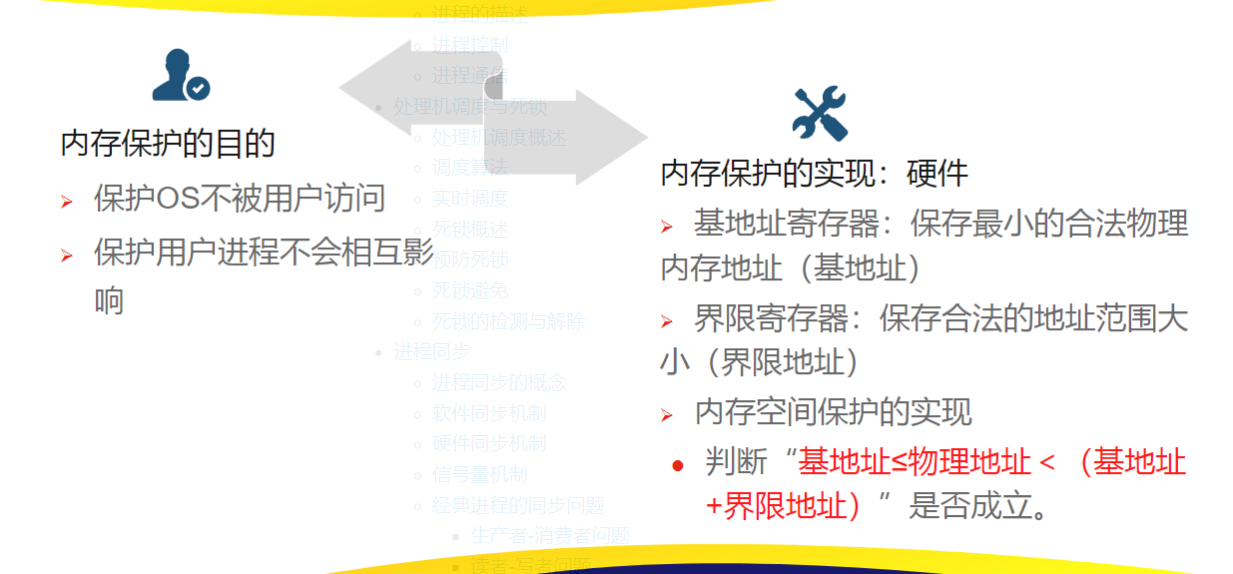 内存保护的目的
➢ 保护OS不被用户访问
➢ 保护用户进程不会相互影
响
内存保护的实现：硬件
➢ 基地址寄存器：保存最小的合法物理
内存地址（基地址）
➢ 界限寄存器：保存合法的地址范围大
小（界限地址）
➢ 内存空间保护的实现
• 判断“基地址≤物理地址＜（基地址
+界限地址）”是否成立。
进程的描述
进程控制
进程通信
处理机调度与死锁
处理机调度概述
调度算法
实时调度
死锁概述
预防死锁
死锁避免
死锁的检测与解除
进程同步
进程同步的概念
软件同步机制
硬件同步机制
信号量机制
经典进程的同步问题
生产者-消费者问题
读者-写者问题